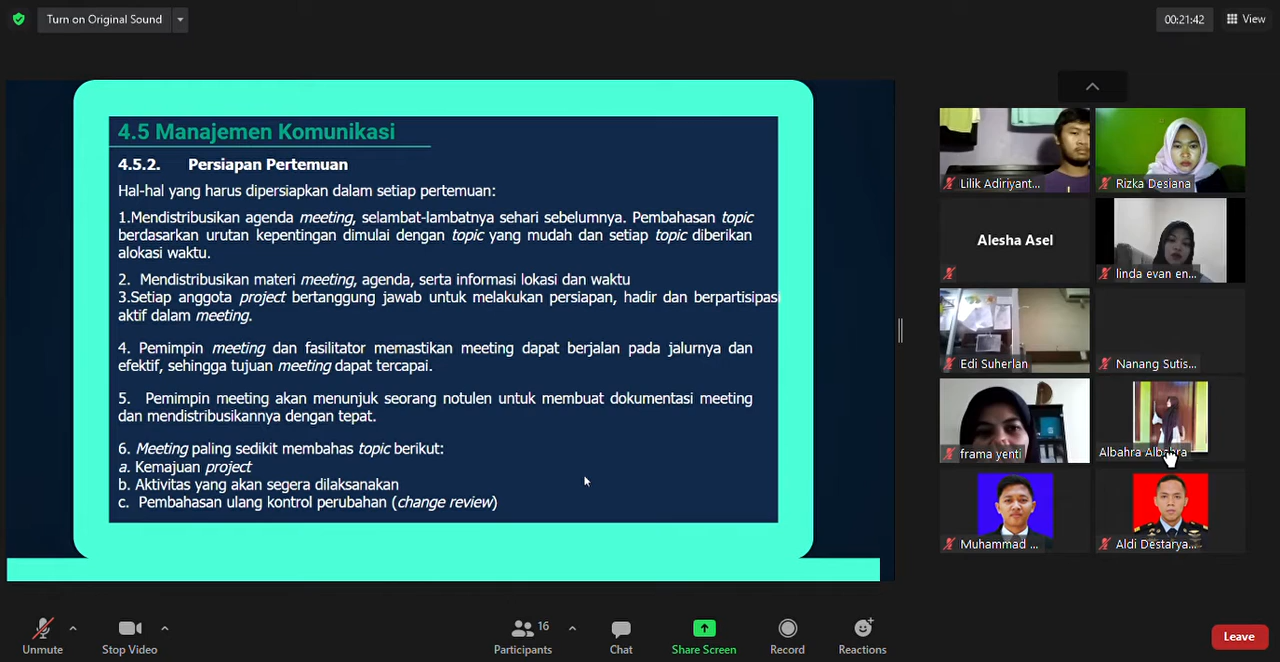 Turn on Original Sound
00:21:42
View
4.5 Manajemen Komunikasi
4.5.2. Persiapan Pertemuan
Hal-hal yang harus dipersiapkan dalam setiap pertemuan:
1.Mendistribusikan agenda meeting, selambat-lambatnya sehari sebelumnya. Pembahasan topic
berdasarkan urutan kepentingan dimulai dengan topic yang mudah dan setiap topic diberikan
alokasi waktu.
2. Mendistribusikan materi meeting, agenda, serta informasi lokasi dan waktu
3.Setiap anggota project bertanggung jawab untuk melakukan persiapan, hadir dan berpartisipasi
aktif dalam meeting.
4. Pemimpin meeting dan fasilitator memastikan meeting dapat berjalan pada jalurnya dan
efektif, sehingga tujuan meeting dapat tercapai.
5. Pemimpin meeting akan menunjuk seorang notulen untuk membuat dokumentasi meeting
dan mendistribusikannya dengan tepat.
6. Meeting paling sedikit membahas topic berikut:
a. Kemajuan project
b. Aktivitas yang akan segera dilaksanakan
c. Pembahasan ulang kontrol perubahan (change review)
Lilik Adiriyant...
Rizka Desiana
Alesha Asel
linda evan en...
Edi Suherlan
Nanang Sutis...
frama yenti
Albahra Albahra
Muhammad ...
Aldi Destarya...
Unmute
Stop Video
16
Participants
Chat
Share Screen
Record
Reactions
Leave